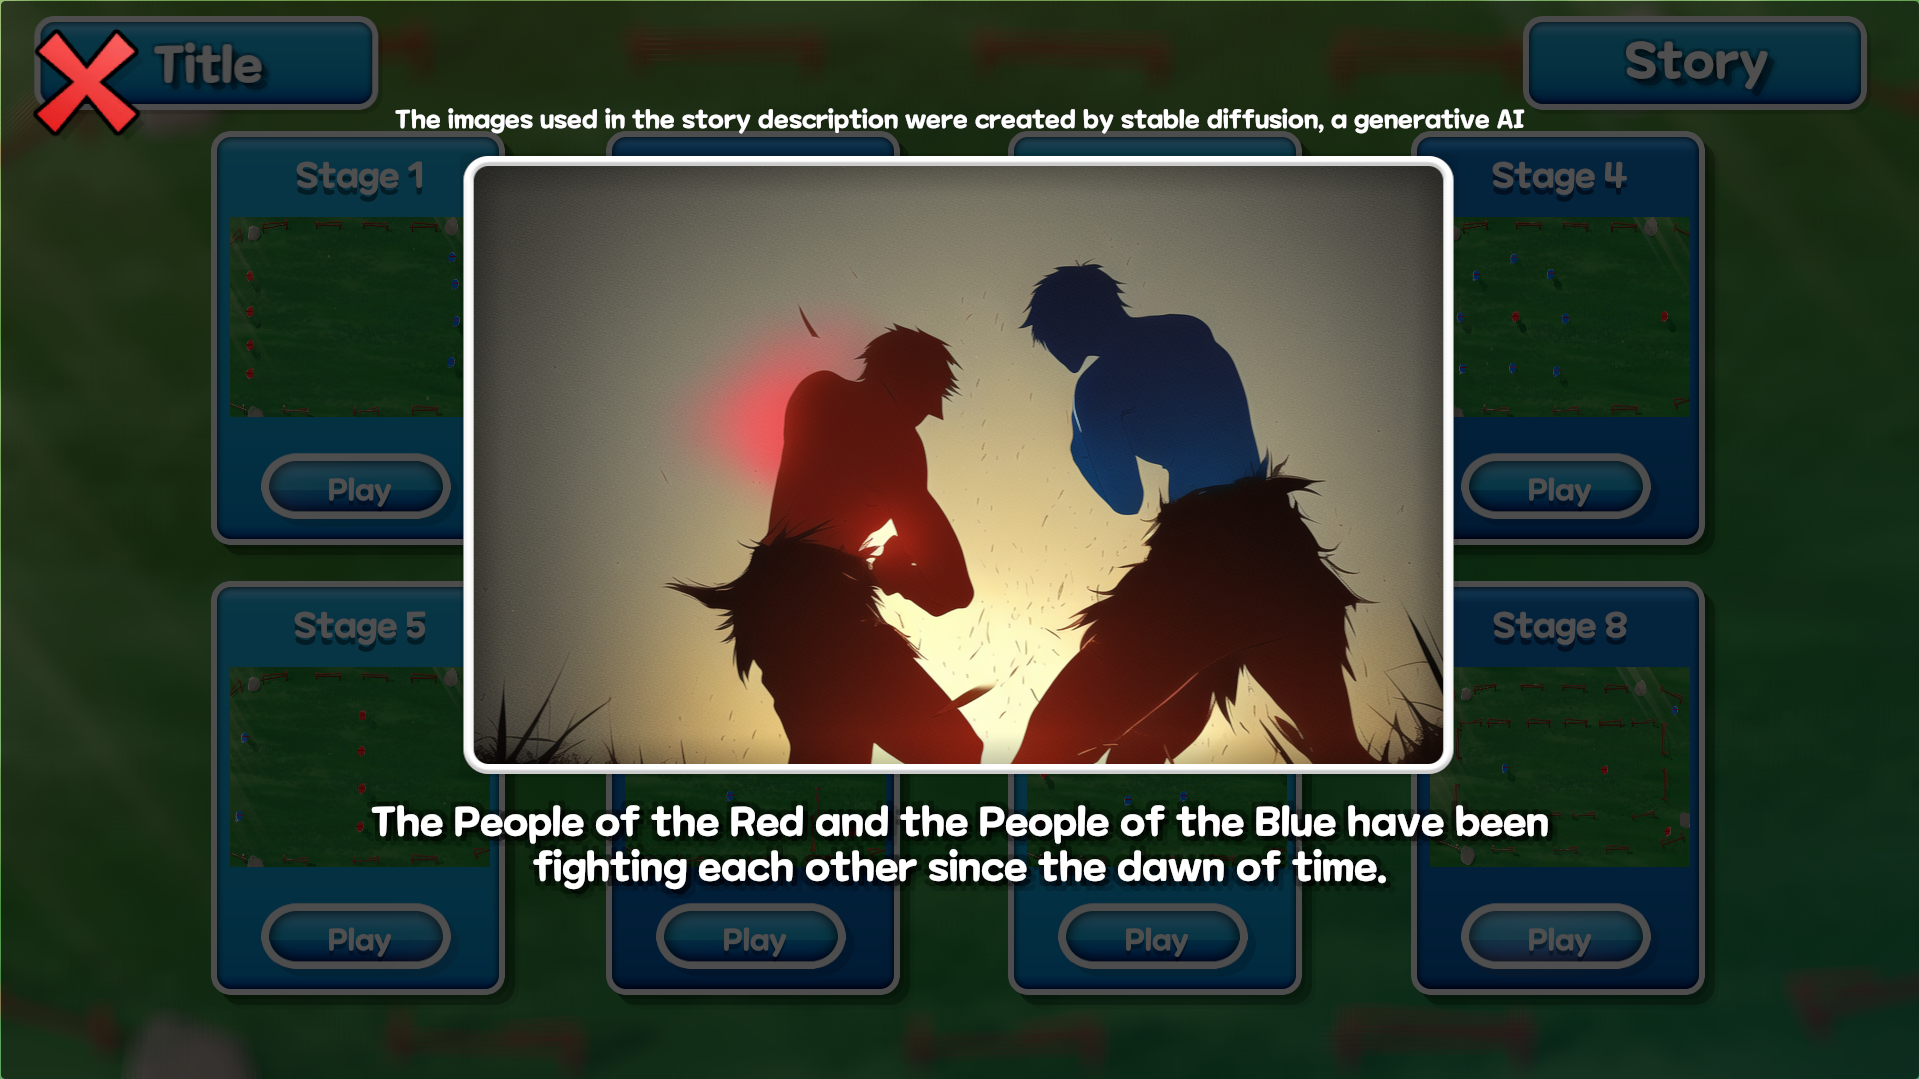 Title
Story
The images used in the story description were created by stable diffusion, a generative AI
Stage 1
Stage 4
Play
Play
Stage 5
Stage 8
The People of the Red and the People of the Blue have been
fighting each other since the dawn of time.
Play
Play
Play
Play